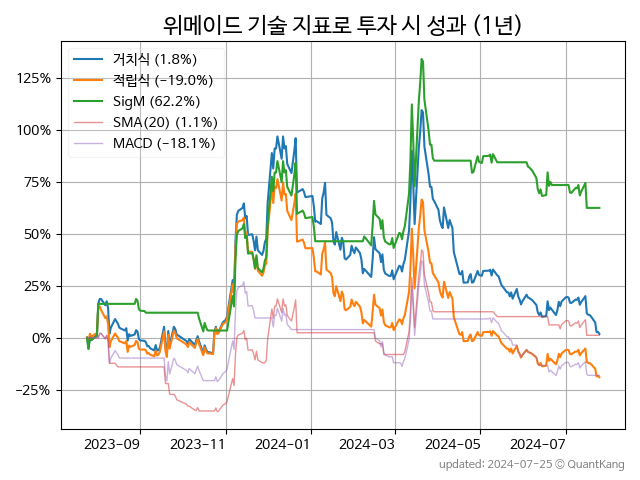 위메이드 기술 지표로 투자 시 성과 (1년)
거치식 (1.8%)
적립식 (−19.0%)
SigM (62.2%)
SMA(20) (1.1%)
MACD (−18.1%)
125%
100%
75%
50%
25%
0%
−25%
2023-09 2023-11 2024-01 2024-03 2024-05 2024-07
updated: 2024-07-25 © QuantKang